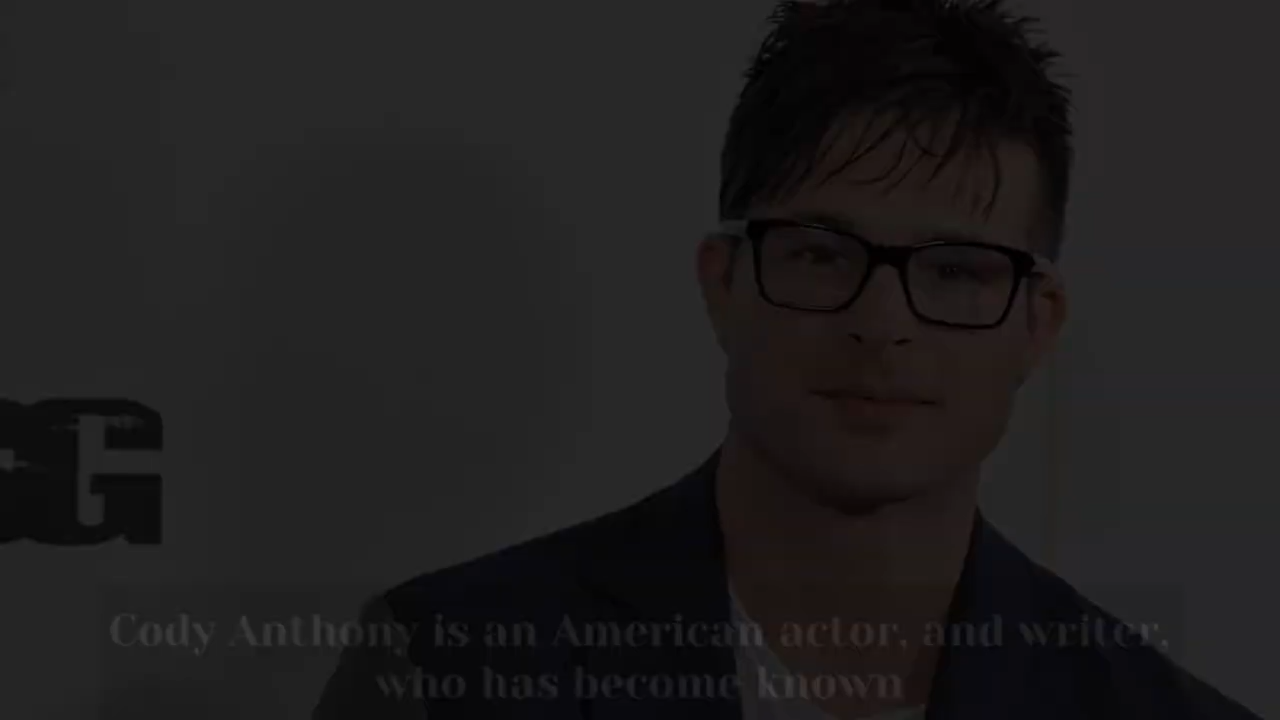 G
Cody Anthony is an American actor, and writer,
who has become known